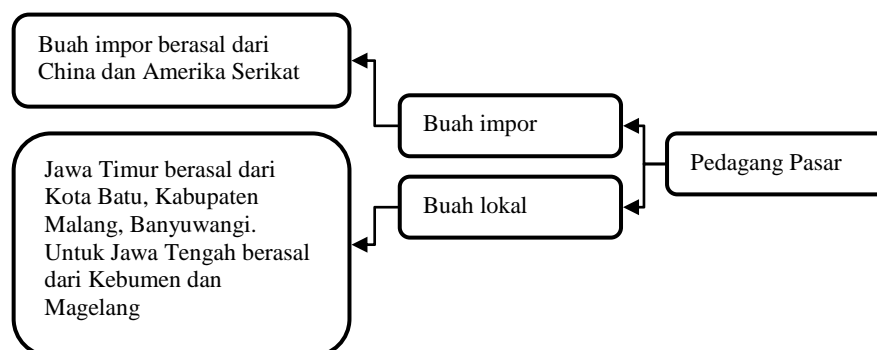 Buah impor berasal dari
China dan Amerika Serikat
Buah impor
Pedagang Pasar
Buah lokal
Jawa Timur berasal dari
Kota Batu, Kabupaten
Malang, Banyuwangi.
Untuk Jawa Tengah berasal
dari Kebumen dan
Magelang